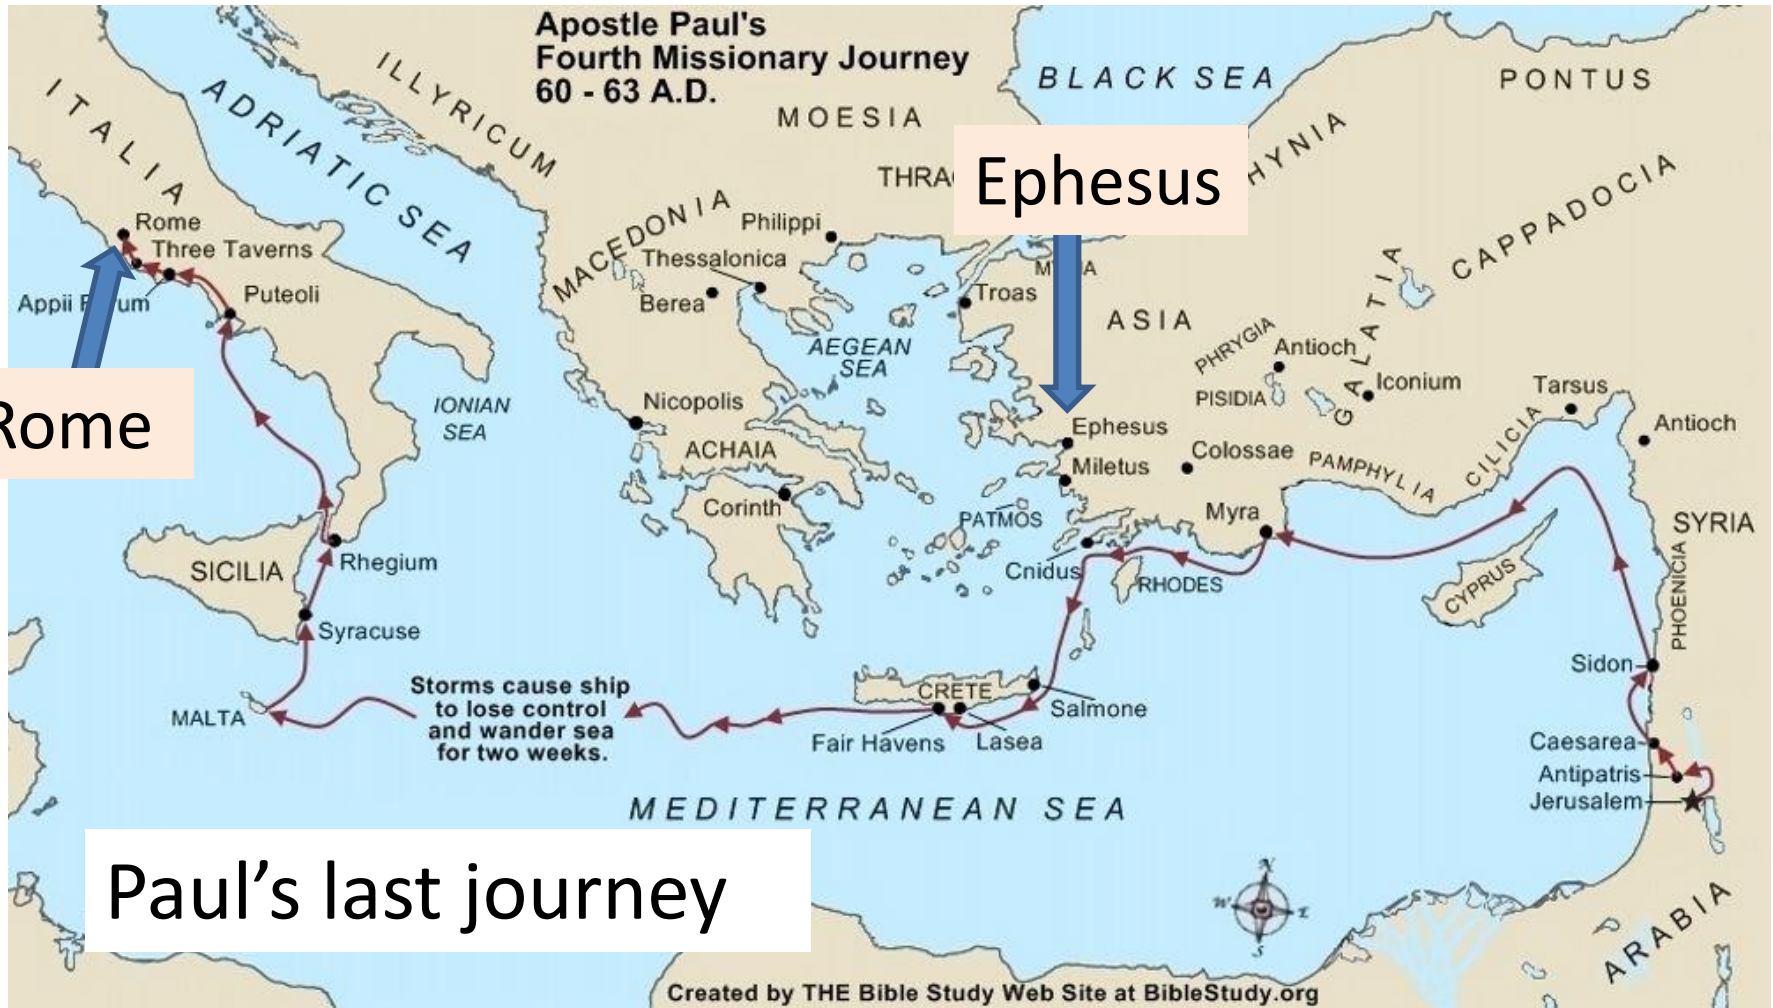 Apostle Paul's
Fourth Missionary Journey
60 - 63 A.D.
BLACK SEA
PONTUS
ITALIA
ADRIATIC SEA
ILLYRICUM
MOESIA
THRA
Ephesus
HYNIA
CAPPADOCIA
MACEDONIA
Philippi
Rome
Three Taverns
Thessalonica
Appii
Puteoli
Berea
Troas
ASIA
GALATIA
PHRYGIA
Antioch
AEGEAN
SEA
PISIDIA
Iconium
Tarsus
Rome
IONIAN
SEA
Nicopolis
Ephesus
Antioch
ACHAIA
Miletus
Colossae
PAMPHYLIA
CILICIA
Corinth
PATMOS
Myra
SYRIA
SICILIA
Rhegium
Cnidus
RHODES
CYPRUS
PHOENICIA
Syracuse
Sidon
Storms cause ship
to lose control
and wander sea
for two weeks.
MALTA
CRETE
Salmone
Fair Havens
Lasea
Caesarea
Antipatris
Jerusalem
MEDITERRANEAN SEA
Paul’s last journey
N
W
E
S
ARABIA
Created by THE Bible Study Web Site at BibleStudy.org